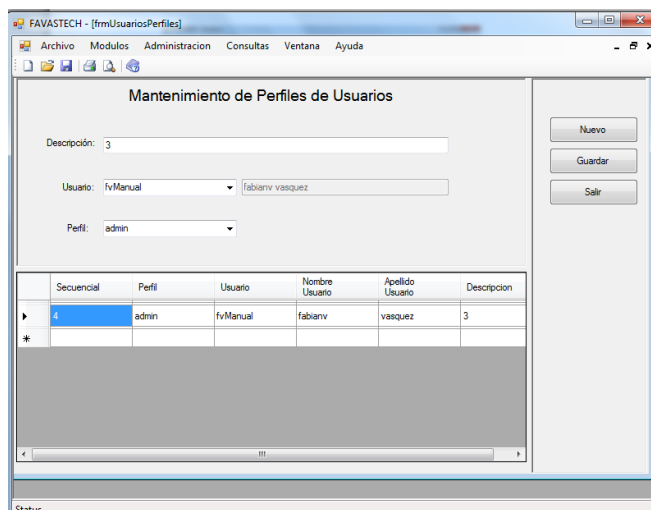 FAVASTECH - [frmUsuariosPerfiles]
Archivo Modulos Administracion Consultas Ventana Ayuda
Mantenimiento de Perfiles de Usuarios
Descripción: 3
Usuario: fvManual fabianv vasquez
Perfil: admin
Nuevo
Guardar
Salir
Secuencial Perfil Usuario Nombre Usuario Apellido Usuario Descripcion
4 admin fvManual fabianv vasquez 3
Status